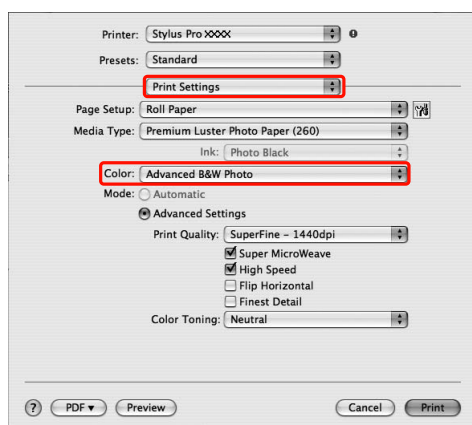 Printer: Stylus Pro XXXX
Presets: Standard
Print Settings
Page Setup: Roll Paper
Media Type: Premium Luster Photo Paper (260)
Ink: Photo Black
Color: Advanced B&W Photo
Mode: Automatic
Advanced Settings
Print Quality: SuperFine – 1440dpi
Super MicroWeave
High Speed
Flip Horizontal
Finest Detail
Color Toning: Neutral
? PDF ▾ Preview Cancel Print